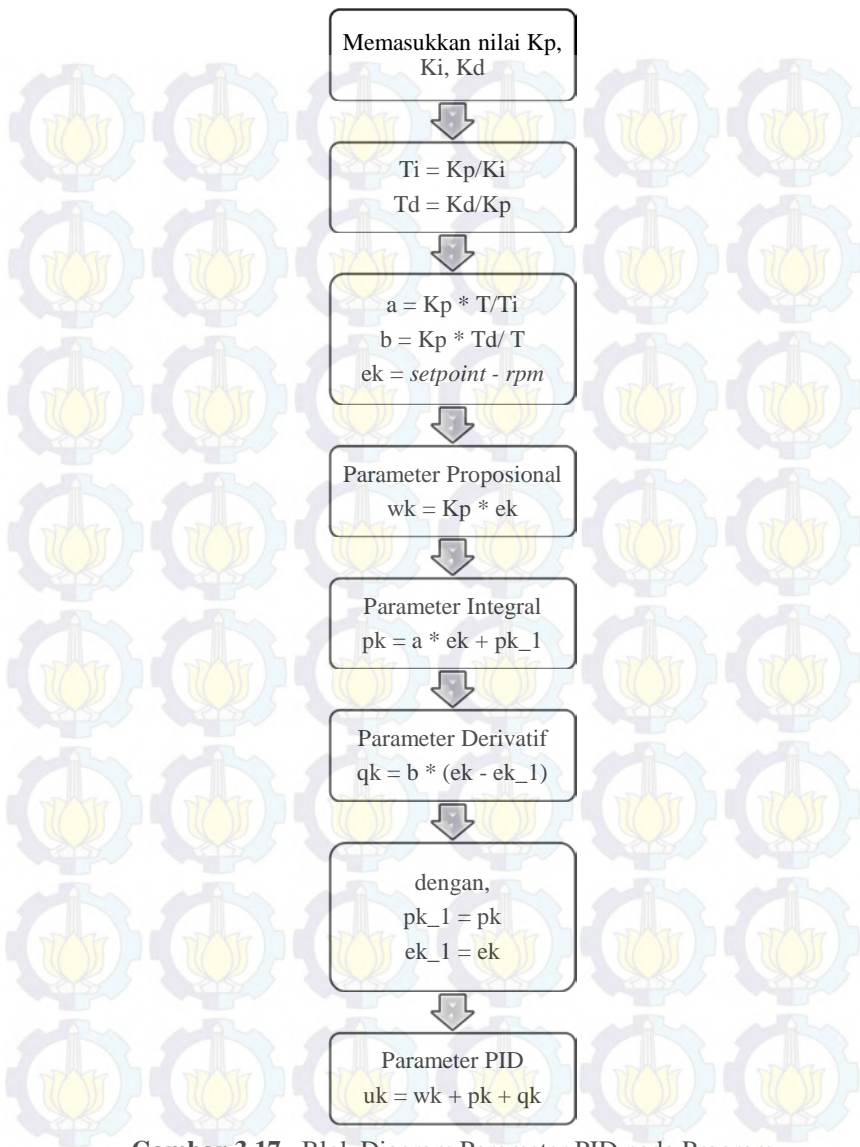 Memasukkan nilai Kp,
Ki, Kd
Ti = Kp/Ki
Td = Kd/Kp
a = Kp * T/Ti
b = Kp * Td/ T
ek = setpoint - rpm
Parameter Proposional
wk = Kp * ek
Parameter Integral
pk = a * ek + pk_1
Parameter Derivatif
qk = b * (ek - ek_1)
dengan,
pk_1 = pk
ek_1 = ek
Parameter PID
uk = wk + pk + qk
Gambar 3.17 Blok Diagram Parameter PID pada Program